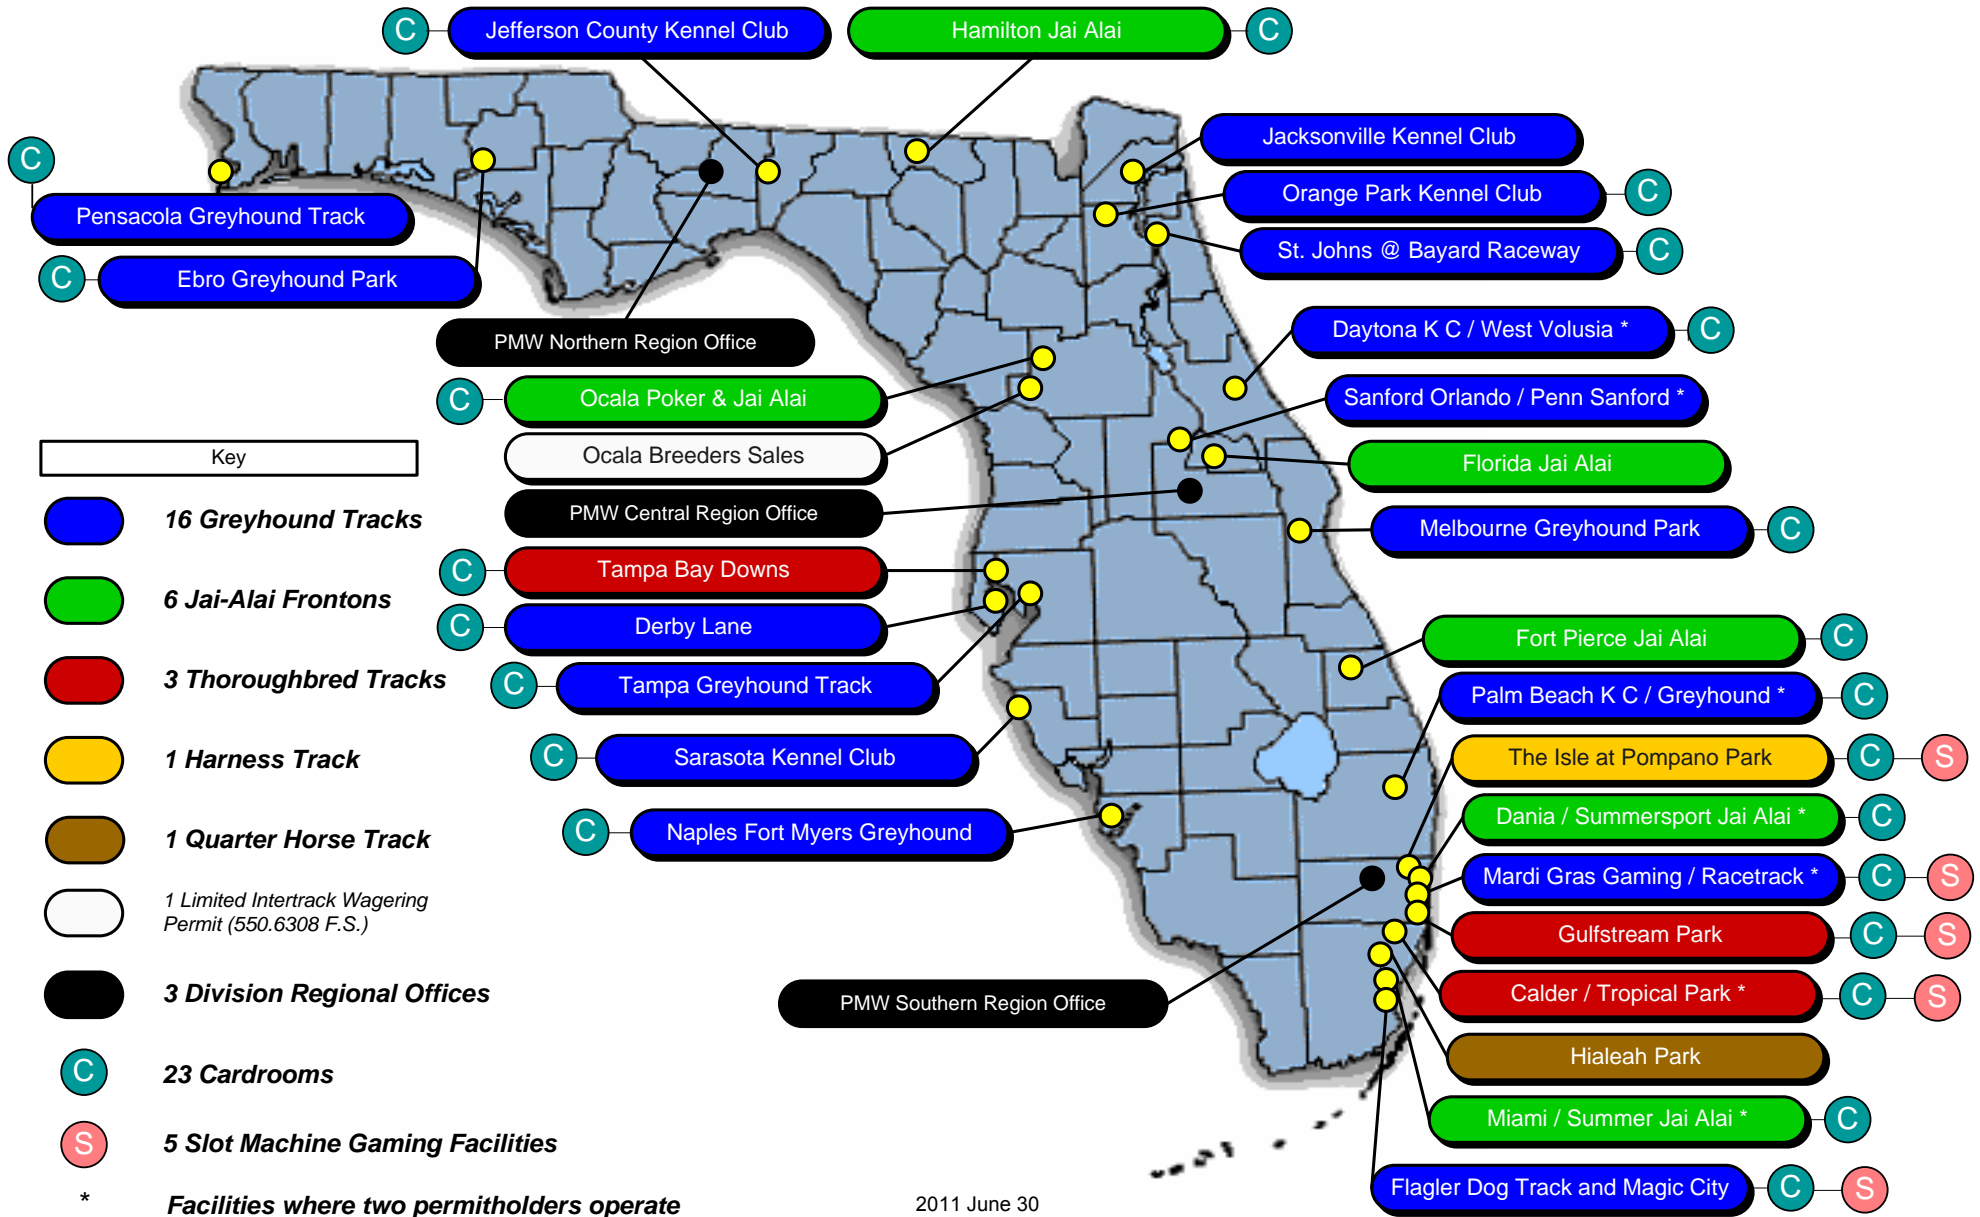 C Jefferson County Kennel Club
Hamilton Jai Alai C
C
Pensacola Greyhound Track
C Ebro Greyhound Park
Jacksonville Kennel Club
Orange Park Kennel Club C
St. Johns @ Bayard Raceway C
PMW Northern Region Office
Daytona K C / West Volusia * C
C Ocala Poker & Jai Alai
Sanford Orlando / Penn Sanford *
Ocala Breeders Sales
Florida Jai Alai
PMW Central Region Office
Melbourne Greyhound Park C
C Tampa Bay Downs
C Derby Lane
C Tampa Greyhound Track
C Sarasota Kennel Club
C Naples Fort Myers Greyhound
Fort Pierce Jai Alai C
Palm Beach K C / Greyhound * C
The Isle at Pompano Park C S
Dania / Summersport Jai Alai * C
Mardi Gras Gaming / Racetrack * C S
Gulfstream Park C S
PMW Southern Region Office
Calder / Tropical Park * C S
Hialeah Park
Miami / Summer Jai Alai * C
Flagler Dog Track and Magic City C S
Key
16 Greyhound Tracks
6 Jai-Alai Frontons
3 Thoroughbred Tracks
1 Harness Track
1 Quarter Horse Track
1 Limited Intertrack Wagering
Permit (550.6308 F.S.)
3 Division Regional Offices
C 23 Cardrooms
S 5 Slot Machine Gaming Facilities
* Facilities where two permitholders operate
2011 June 30